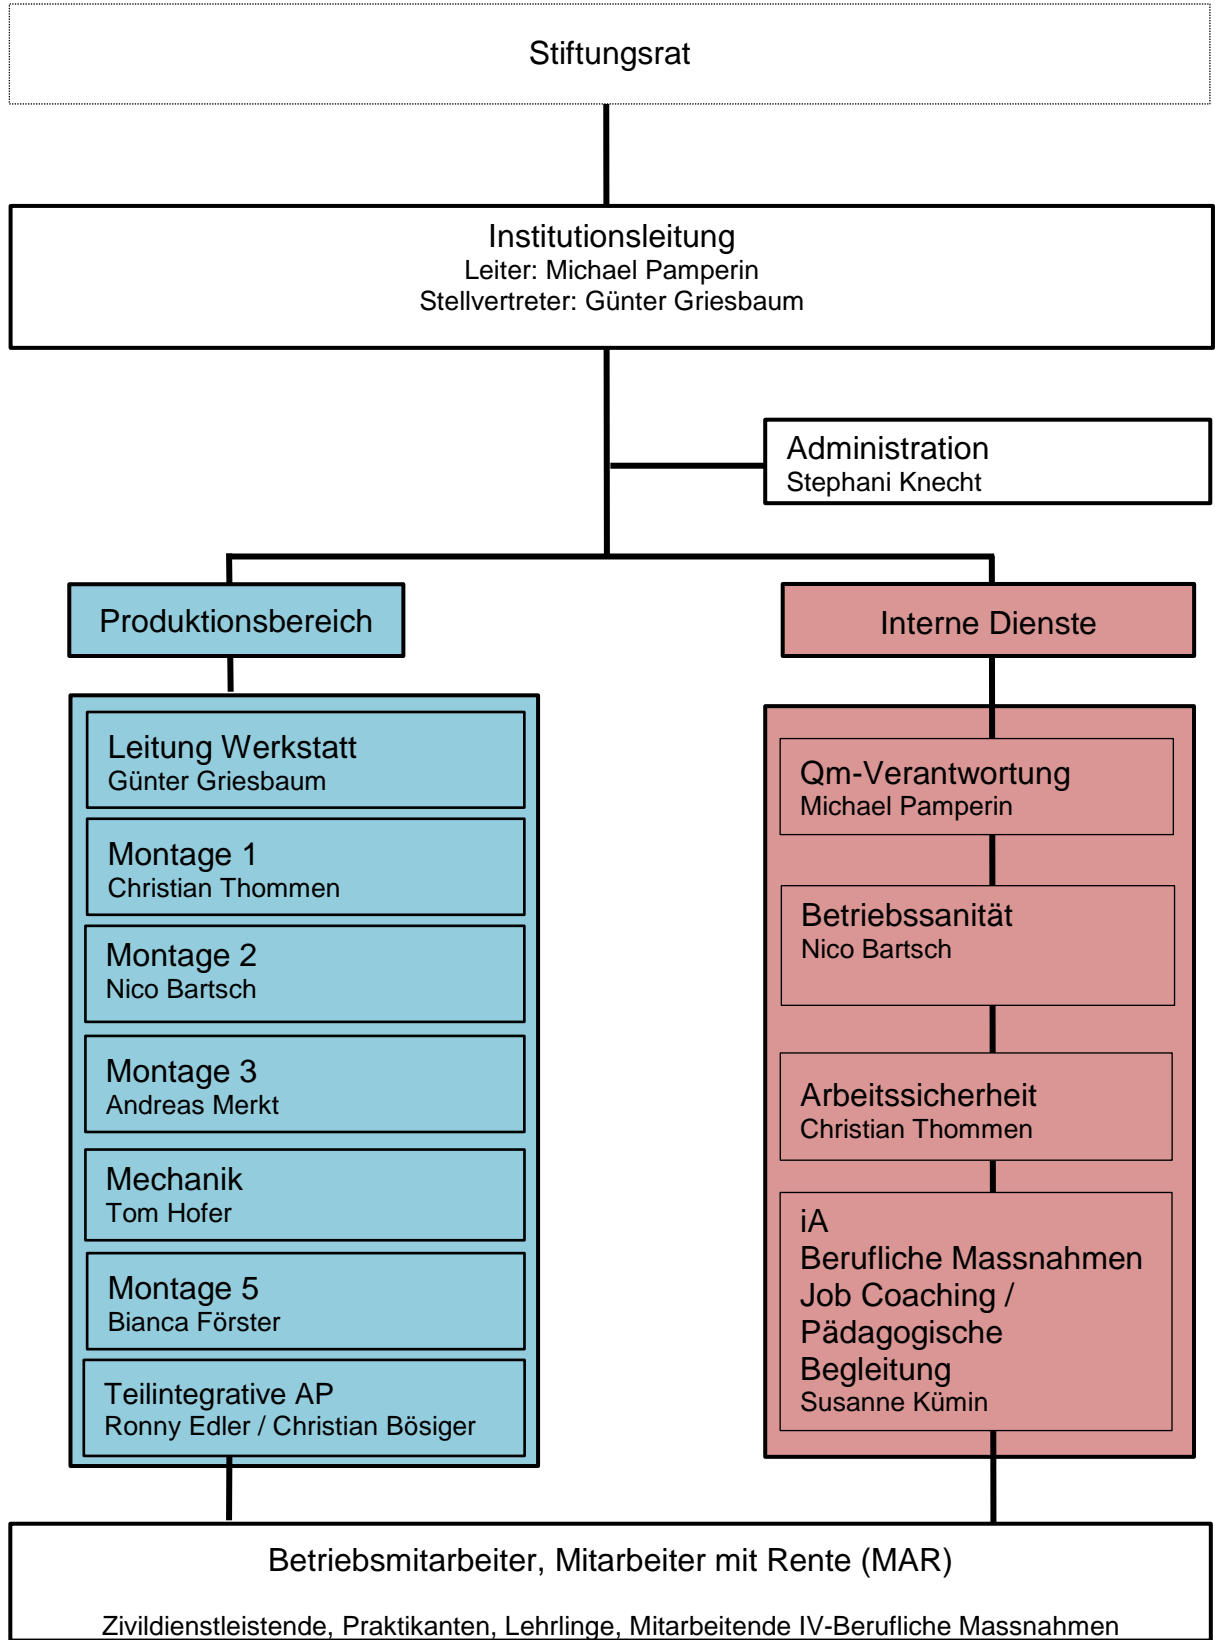 Stiftungsrat
Institutionsleitung
Leiter: Michael Pamperin
Stellvertreter: Günter Griesbaum
Administration
Stephani Knecht
Produktionsbereich
Interne Dienste
Leitung Werkstatt
Günter Griesbaum
Montage 1
Christian Thommen
Montage 2
Nico Bartsch
Montage 3
Andreas Merkt
Mechanik
Tom Hofer
Montage 5
Bianca Förster
Teilintegrative AP
Ronny Edler / Christian Bösiger
Qm-Verantwortung
Michael Pamperin
Betriebssanität
Nico Bartsch
Arbeitssicherheit
Christian Thommen
iA
Berufliche Massnahmen
Job Coaching /
Pädagogische
Begleitung
Susanne Kümin
Betriebsmitarbeiter, Mitarbeiter mit Rente (MAR)
Zivildienstleistende, Praktikanten, Lehrlinge, Mitarbeitende IV-Berufliche Massnahmen